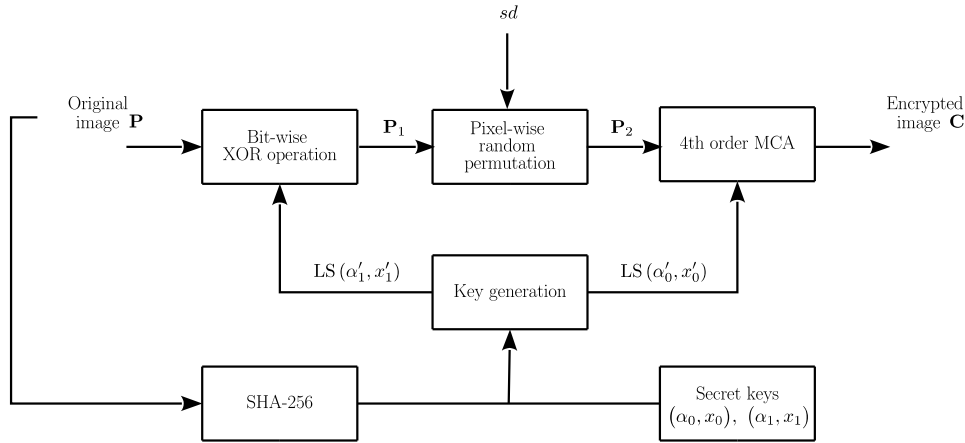 sd
Original
image P
Bit-wise
XOR operation
P₁
Pixel-wise
random
permutation
P₂
4th order MCA
Encrypted
image C
LS (α′₁, x′₁)
Key generation
LS (α′₀, x′₀)
SHA-256
Secret keys
(α₀, x₀), (α₁, x₁)